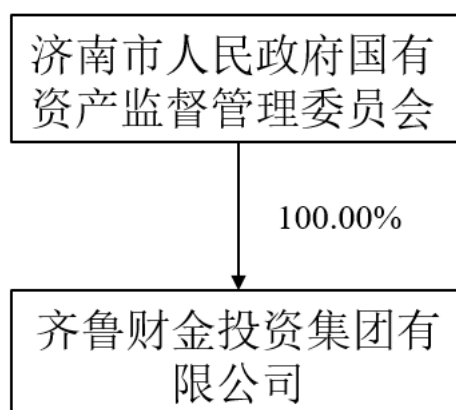 济南市人民政府国有
资产监督管理委员会
100.00%
齐鲁财金投资集团有
限公司